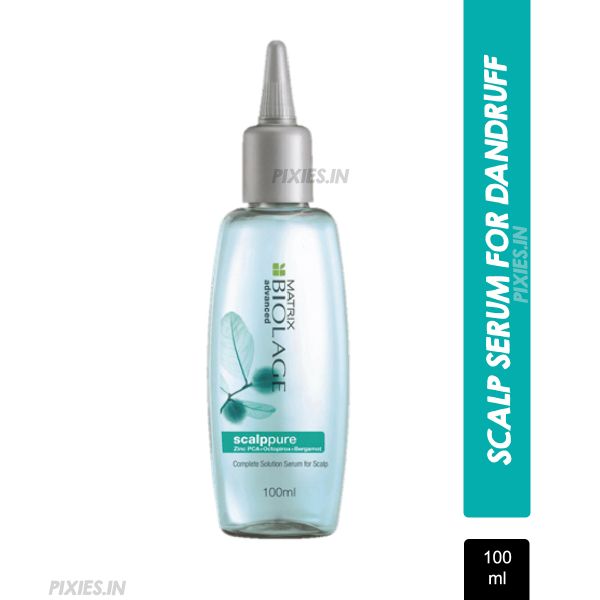 PIXIES.IN
MATRIX
BIOLAGE
advanced
scalppure
Zinc PCA+Octopirox+Bergamot
Complete Solution Serum for Scalp
100ml
SCALP SERUM FOR DANDRUFF
PIXIES.IN
100
ml
PIXIES.IN